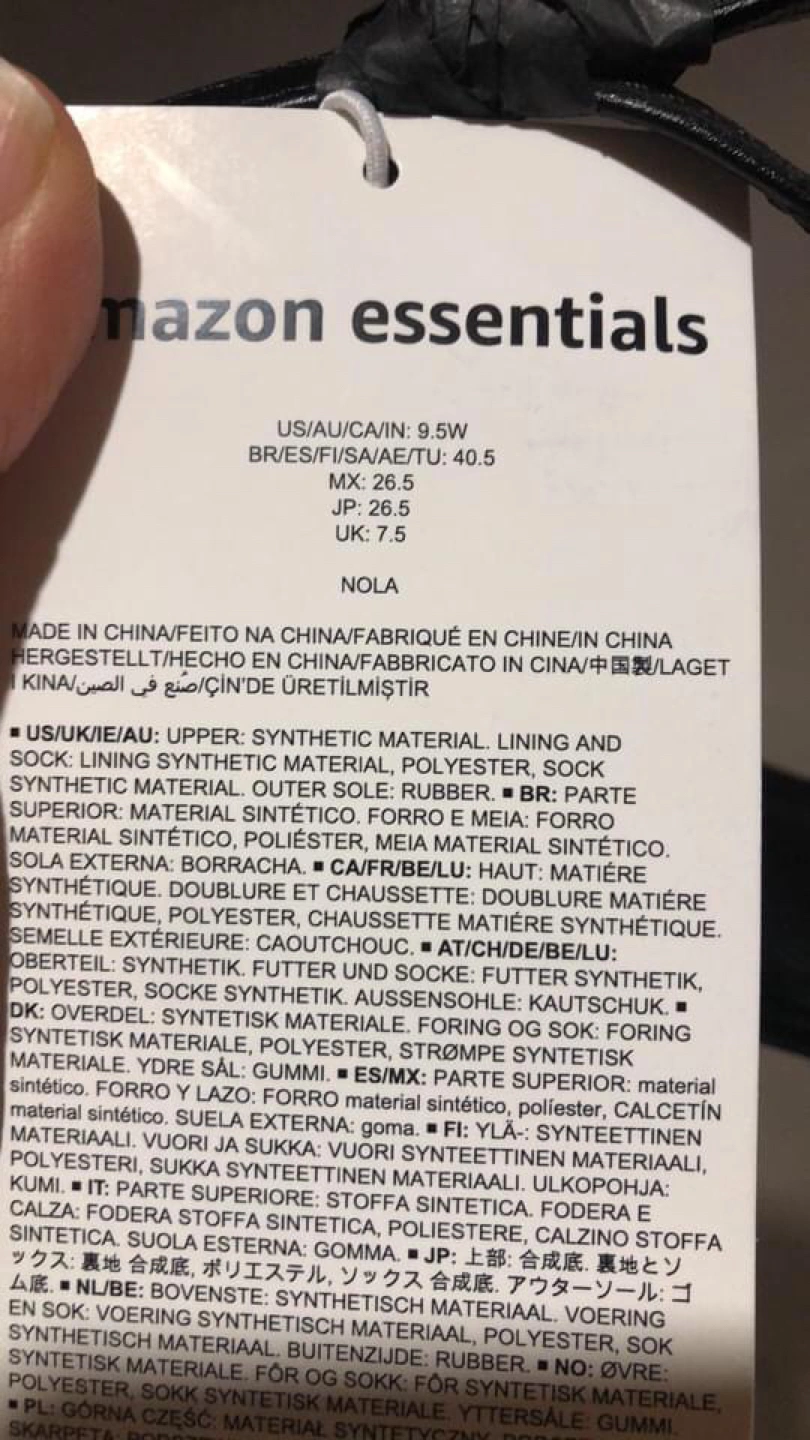 mazon essentials
US/AU/CA/IN: 9.5W
BR/ES/FI/SA/AE/TU: 40.5
MX: 26.5
JP: 26.5
UK: 7.5
NOLA
MADE IN CHINA/FEITO NA CHINA/FABRIQUÉ EN CHINE/IN CHINA
HERGESTELLT/HECHO EN CHINA/FABBRICATO IN CINA/中国製/LAGET
I KINA/صُنع في الصين/ÇİN'DE ÜRETİLMİŞTİR
▪ US/UK/IE/AU: UPPER: SYNTHETIC MATERIAL. LINING AND
SOCK: LINING SYNTHETIC MATERIAL, POLYESTER, SOCK
SYNTHETIC MATERIAL. OUTER SOLE: RUBBER. ▪ BR: PARTE
SUPERIOR: MATERIAL SINTÉTICO. FORRO E MEIA: FORRO
MATERIAL SINTÉTICO, POLIÉSTER, MEIA MATERIAL SINTÉTICO.
SOLA EXTERNA: BORRACHA. ▪ CA/FR/BE/LU: HAUT: MATIÉRE
SYNTHÉTIQUE. DOUBLURE ET CHAUSSETTE: DOUBLURE MATIÉRE
SYNTHÉTIQUE, POLYESTER, CHAUSSETTE MATIÉRE SYNTHÉTIQUE.
SEMELLE EXTÉRIEURE: CAOUTCHOUC. ▪ AT/CH/DE/BE/LU:
OBERTEIL: SYNTHETIK. FUTTER UND SOCKE: FUTTER SYNTHETIK,
POLYESTER, SOCKE SYNTHETIK. AUSSENSOHLE: KAUTSCHUK. ▪
DK: OVERDEL: SYNTETISK MATERIALE. FORING OG SOK: FORING
SYNTETISK MATERIALE, POLYESTER, STRØMPE SYNTETISK
MATERIALE. YDRE SÅL: GUMMI. ▪ ES/MX: PARTE SUPERIOR: material
sintético. FORRO Y LAZO: FORRO material sintético, políester, CALCETÍN
material sintético. SUELA EXTERNA: goma. ▪ FI: YLÄ-: SYNTEETTINEN
MATERIAALI. VUORI JA SUKKA: VUORI SYNTEETTINEN MATERIAALI,
POLYESTERI, SUKKA SYNTEETTINEN MATERIAALI. ULKOPOHJA:
KUMI. ▪ IT: PARTE SUPERIORE: STOFFA SINTETICA. FODERA E
CALZA: FODERA STOFFA SINTETICA, POLIESTERE, CALZINO STOFFA
SINTETICA. SUOLA ESTERNA: GOMMA. ▪ JP: 上部: 合成底. 裏地とソ
ックス: 裏地 合成底, ポリエステル, ソックス 合成底. アウターソール: ゴ
ム底. ▪ NL/BE: BOVENSTE: SYNTHETISCH MATERIAAL. VOERING
EN SOK: VOERING SYNTHETISCH MATERIAAL, POLYESTER, SOK
SYNTHETISCH MATERIAAL. BUITENZIJDE: RUBBER. ▪ NO: ØVRE:
SYNTETISK MATERIALE. FÔR OG SOKK: FÔR SYNTETISK MATERIALE,
POLYESTER, SOKK SYNTETISK MATERIALE. YTTERSÅLE: GUMMI.
▪ PL: GÓRNA CZĘŚĆ: MATERIAŁ SYNTETYCZNY.
SKARPETA: